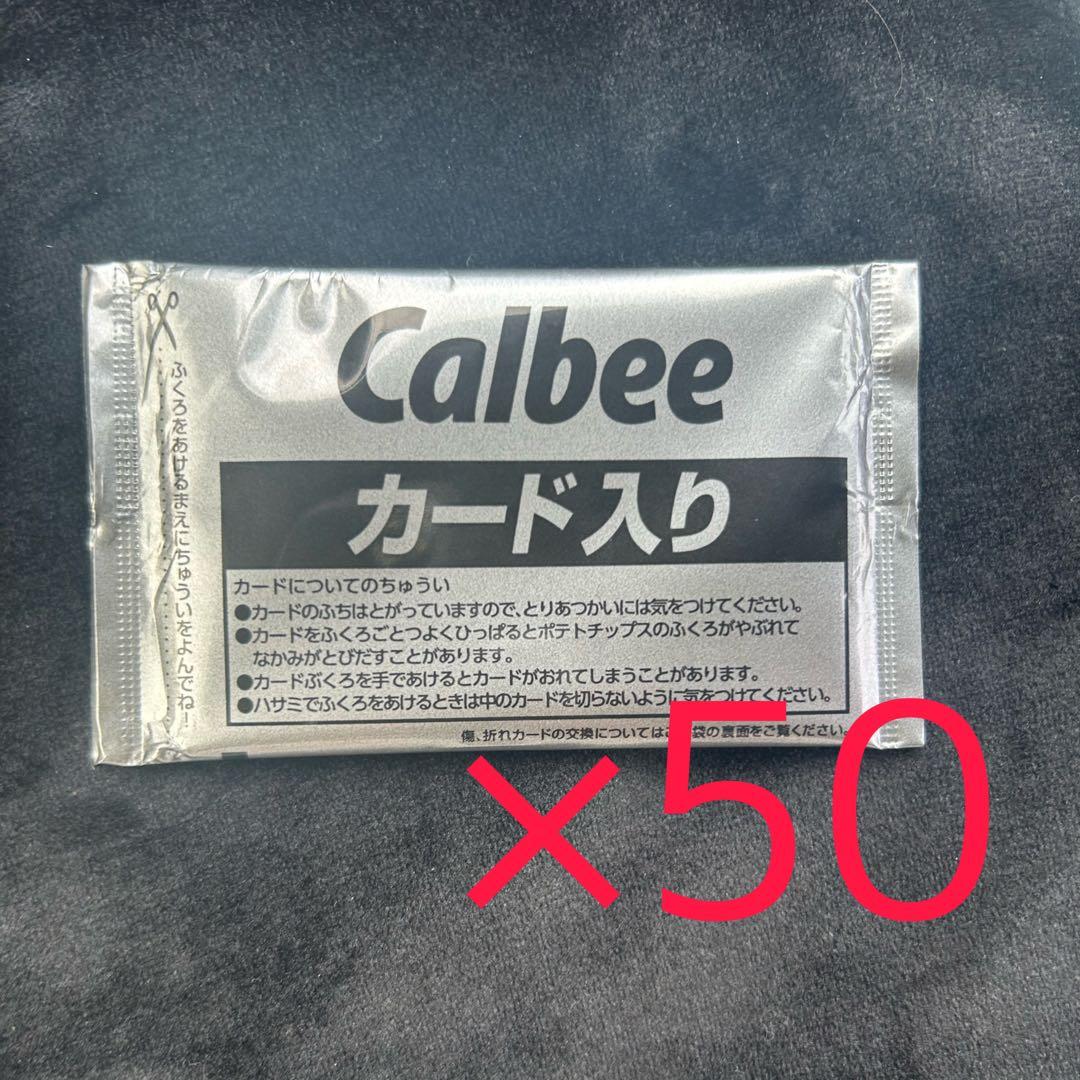 Calbee
カード入り
ふくろをあけるまえにちゅういをよんでね!
カードについてのちゅうい
●カードのふちはとがっていますので、とりあつかいには気をつけてください。
●カードをふくろごとつよくひっぱるとポテトチップスのふくろがやぶれて
なかみがとびだすことがあります。
●カードぶくろを手であけるとカードがおれてしまうことがあります。
●ハサミでふくろをあけるときは中のカードを切らないように気をつけてください。
傷、折れカードの交換については 袋の裏面をご覧ください。
×50